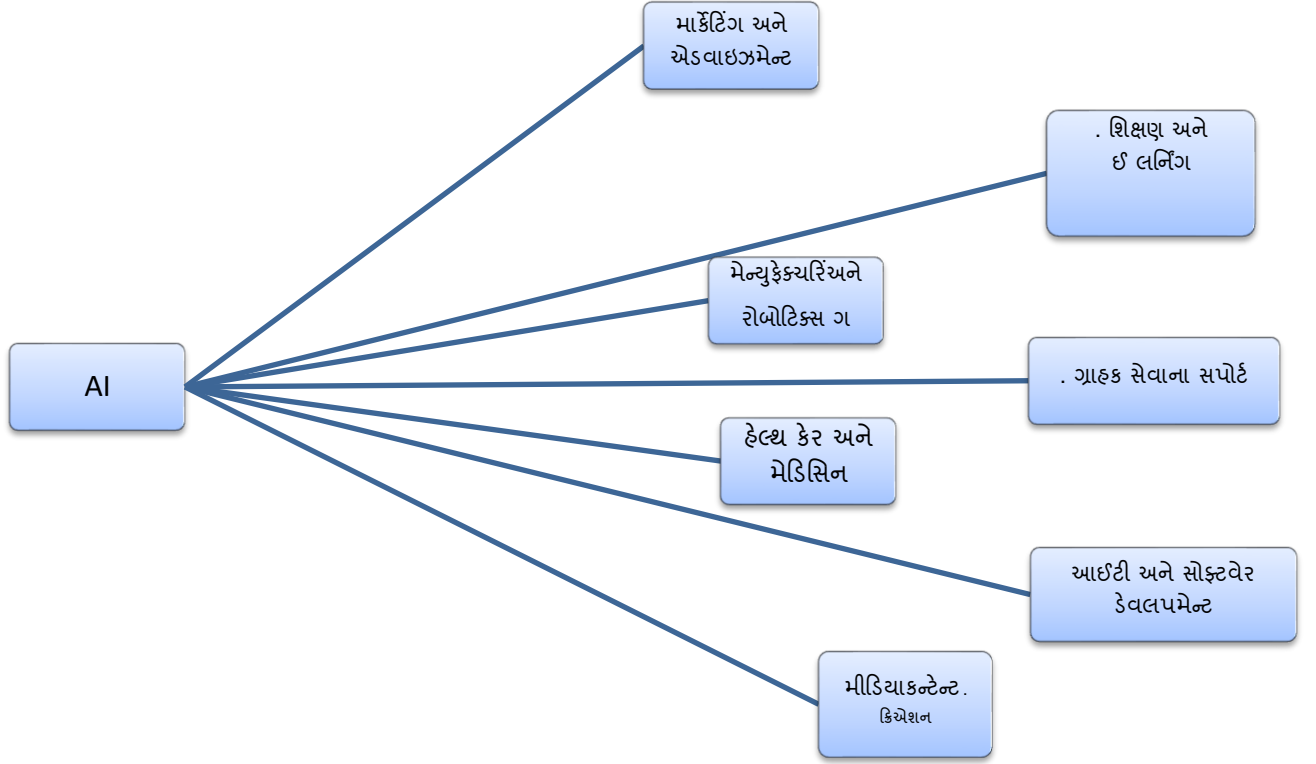 માર્કેટિંગ અને
એડવાઇઝમેન્ટ
. શિક્ષણ અને
ઈ લર્નિંગ
મેન્યુફેક્ચરિંઅને
રોબોટિક્સ ગ
AI
. ગ્રાહક સેવાના સપોર્ટ
હેલ્થ કેર અને
મેડિસિન
આઈટી અને સોફ્ટવેર
ડેવલપમેન્ટ
મીડિયાકન્ટેન્ટ.
ક્રિએશન